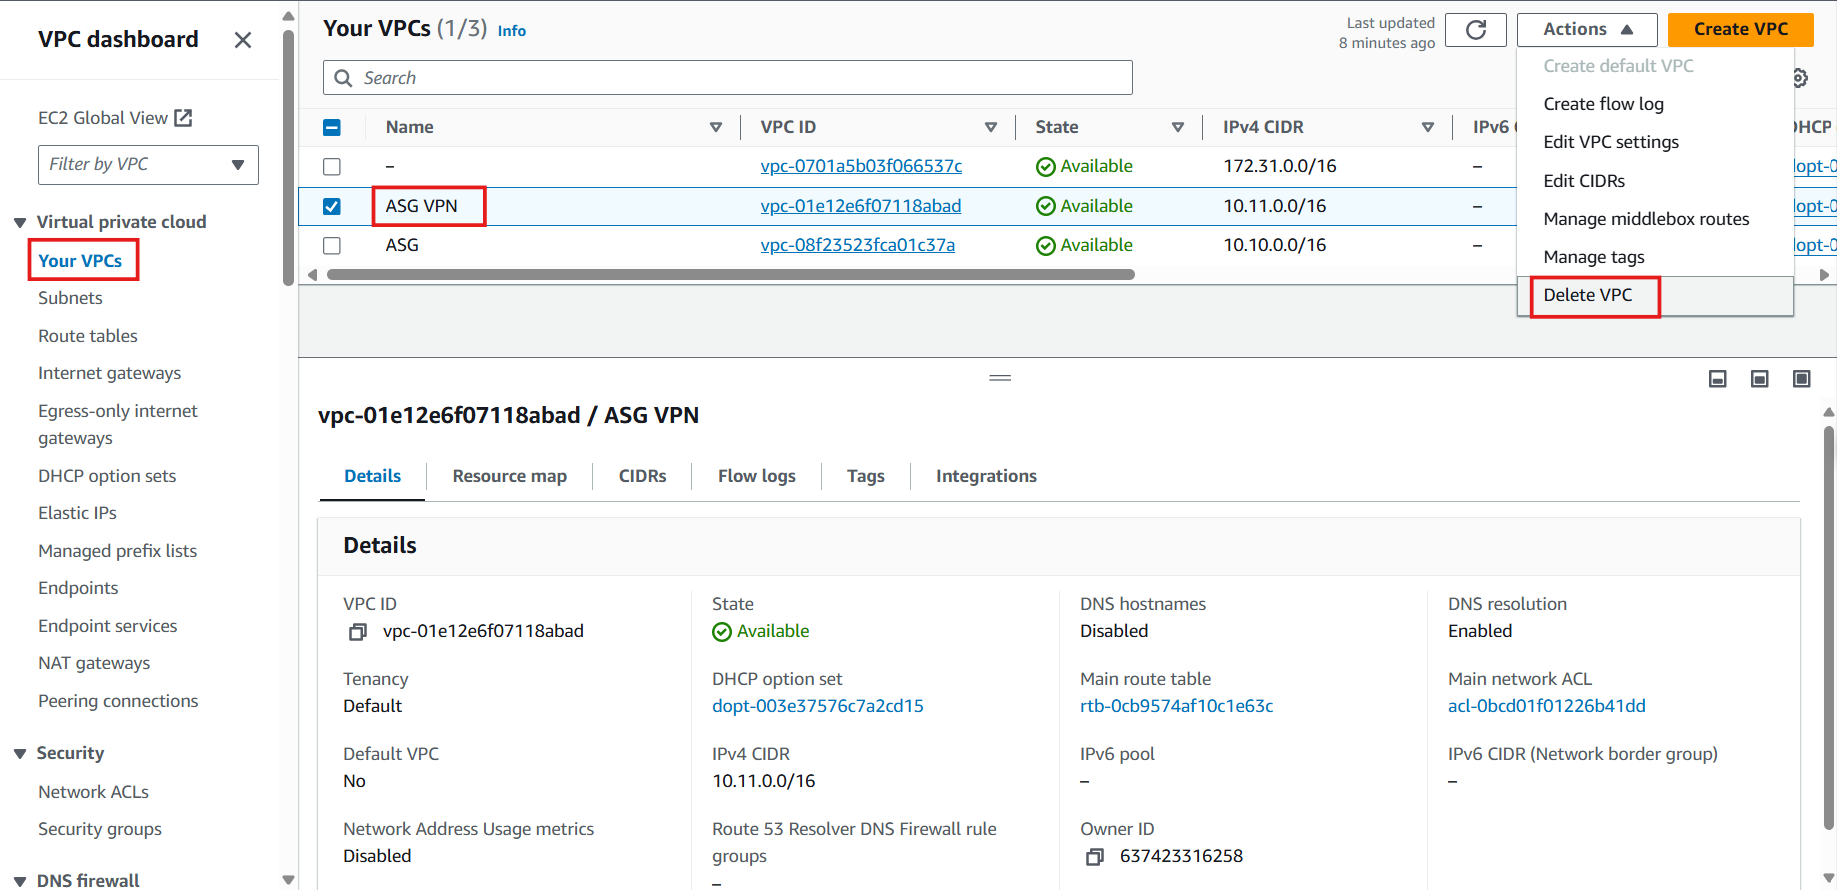 VPC dashboard
EC2 Global View
Filter by VPC
Virtual private cloud
Your VPCs
Subnets
Route tables
Internet gateways
Egress-only internet
gateways
DHCP option sets
Elastic IPs
Managed prefix lists
Endpoints
Endpoint services
NAT gateways
Peering connections
Security
Network ACLs
Security groups
DNS firewall
Your VPCs (1/3) Info
Last updated
8 minutes ago
Actions
Create VPC
Search
Create default VPC
Create flow log
Edit VPC settings
Edit CIDRs
Manage middlebox routes
Manage tags
Delete VPC
Name VPC ID State IPv4 CIDR IPv6
– vpc-0701a5b03f066537c Available 172.31.0.0/16 –
ASG VPN vpc-01e12e6f07118abad Available 10.11.0.0/16 –
ASG vpc-08f23523fca01c37a Available 10.10.0.0/16 –
vpc-01e12e6f07118abad / ASG VPN
Details Resource map CIDRs Flow logs Tags Integrations
Details
VPC ID
vpc-01e12e6f07118abad
State
Available
DNS hostnames
Disabled
DNS resolution
Enabled
Tenancy
Default
DHCP option set
dopt-003e37576c7a2cd15
Main route table
rtb-0cb9574af10c1e63c
Main network ACL
acl-0bcd01f01226b41dd
Default VPC
No
IPv4 CIDR
10.11.0.0/16
IPv6 pool
–
IPv6 CIDR (Network border group)
–
Network Address Usage metrics
Disabled
Route 53 Resolver DNS Firewall rule
groups
–
Owner ID
637423316258